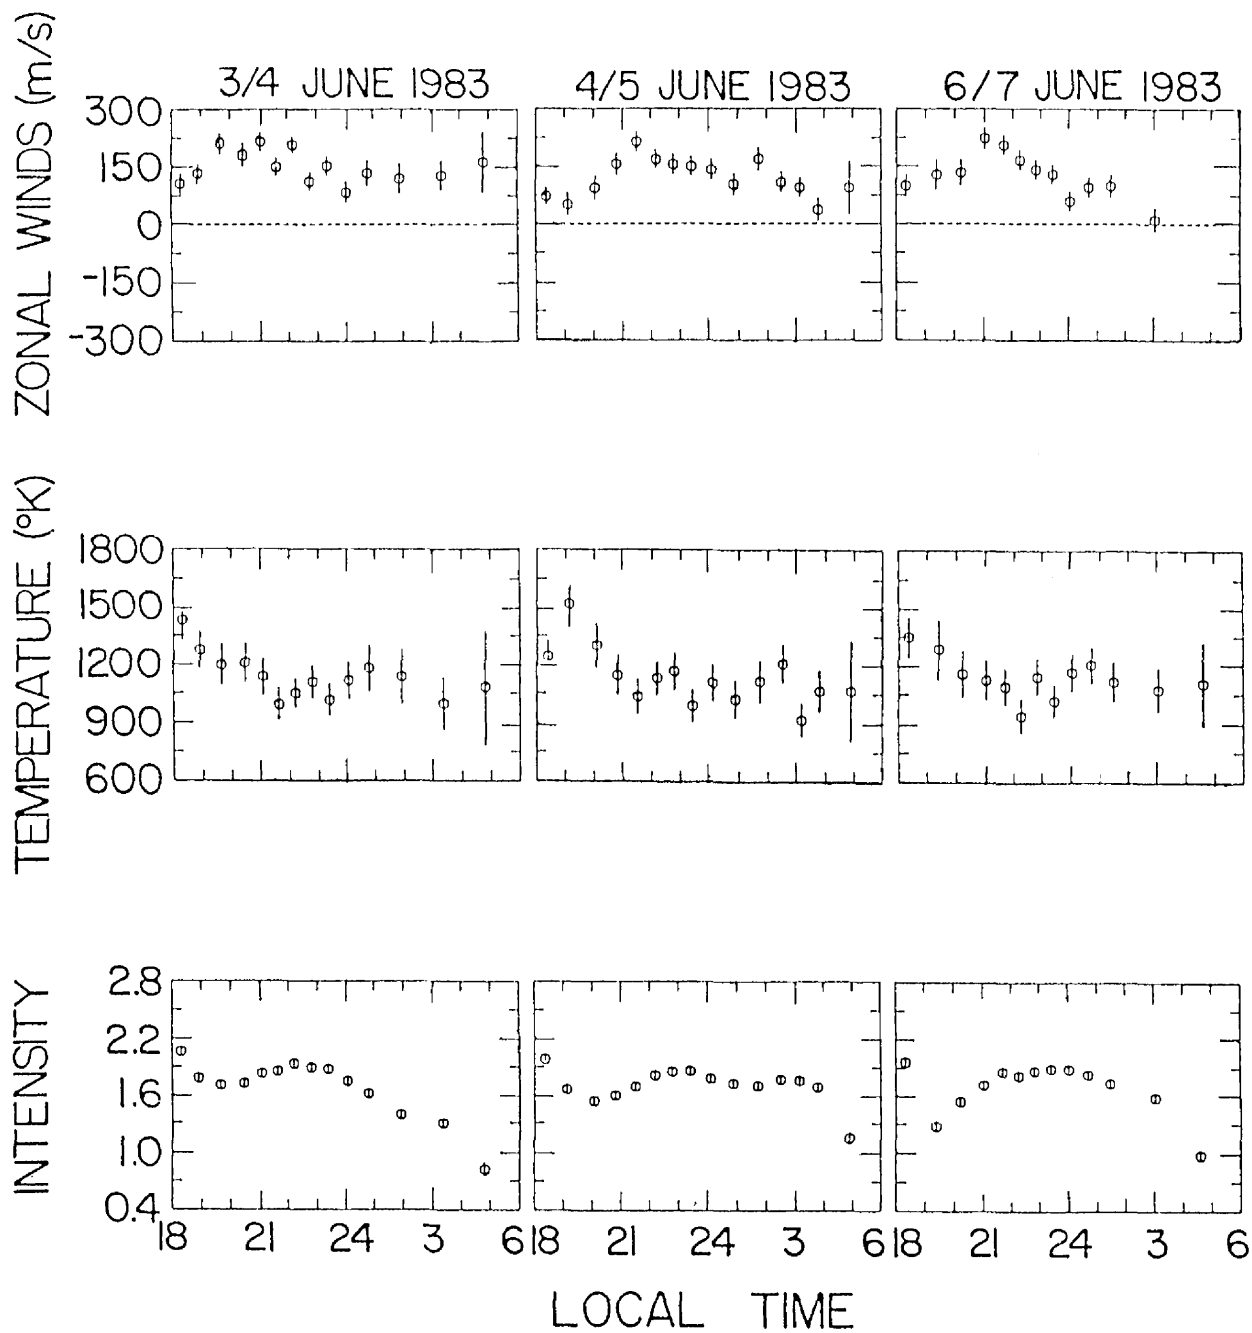 3/4 JUNE 1983
4/5 JUNE 1983
6/7 JUNE 1983
ZONAL WINDS (m/s)
300
150
0
-150
-300
TEMPERATURE (°K)
1800
1500
1200
900
600
INTENSITY
2.8
2.2
1.6
1.0
0.4
18 21 24 3 6 18 21 24 3 6 18 21 24 3 6
LOCAL TIME